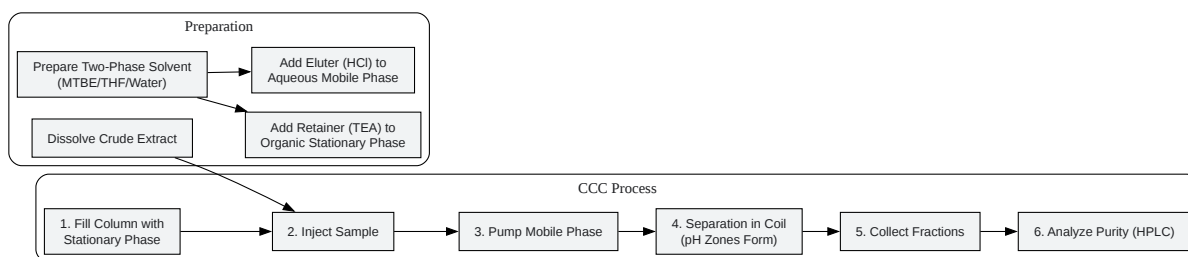 Preparation
Prepare Two-Phase Solvent
(MTBE/THF/Water)
Add Eluter (HCl) to
Aqueous Mobile Phase
Add Retainer (TEA) to
Organic Stationary Phase
Dissolve Crude Extract
CCC Process
1. Fill Column with
Stationary Phase
2. Inject Sample
3. Pump Mobile Phase
4. Separation in Coil
(pH Zones Form)
5. Collect Fractions
6. Analyze Purity (HPLC)